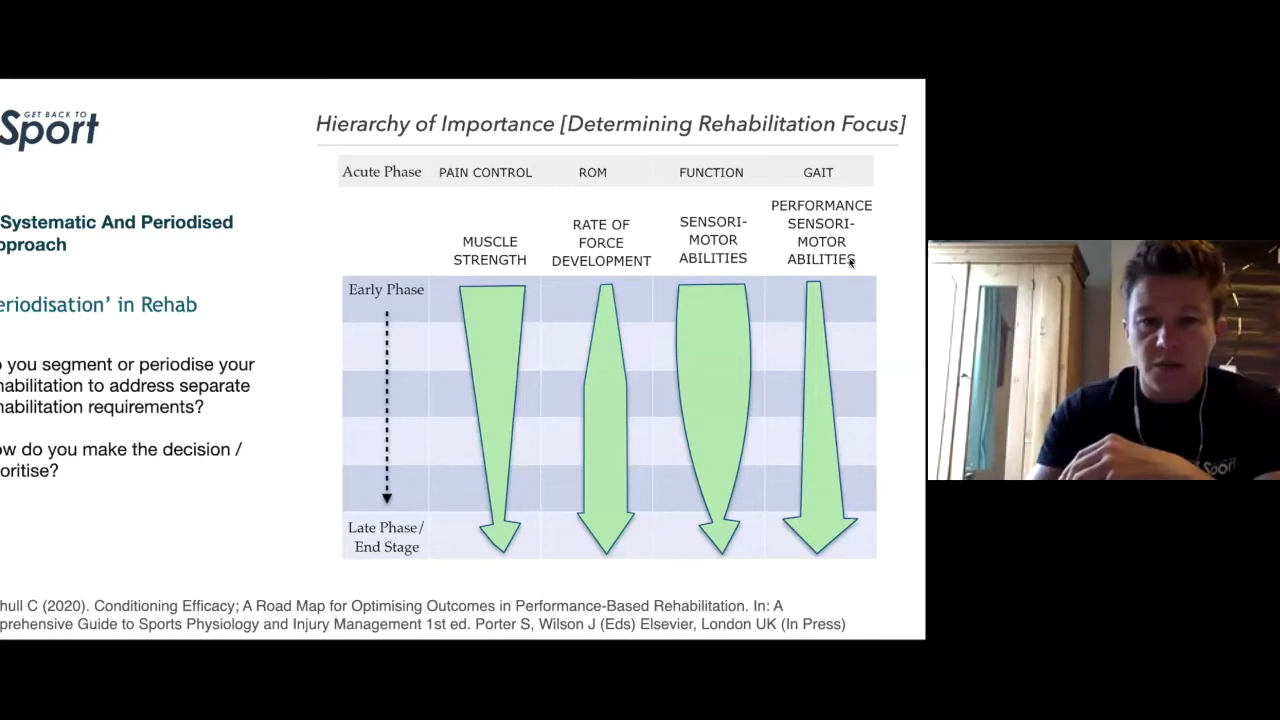 GET BACK TO
Sport
Hierarchy of Importance [Determining Rehabilitation Focus]
Systematic And Periodised
pproach
eriodisation’ in Rehab
o you segment or periodise your
habilitation to address separate
habilitation requirements?
ow do you make the decision /
oritise?
Acute Phase PAIN CONTROL ROM FUNCTION GAIT
MUSCLE
STRENGTH
RATE OF
FORCE
DEVELOPMENT
SENSORI-
MOTOR
ABILITIES
PERFORMANCE
SENSORI-
MOTOR
ABILITIES
Early Phase
Late Phase/
End Stage
hull C (2020). Conditioning Efficacy; A Road Map for Optimising Outcomes in Performance-Based Rehabilitation. In: A
prehensive Guide to Sports Physiology and Injury Management 1st ed. Porter S, Wilson J (Eds) Elsevier, London UK (In Press)
Sport